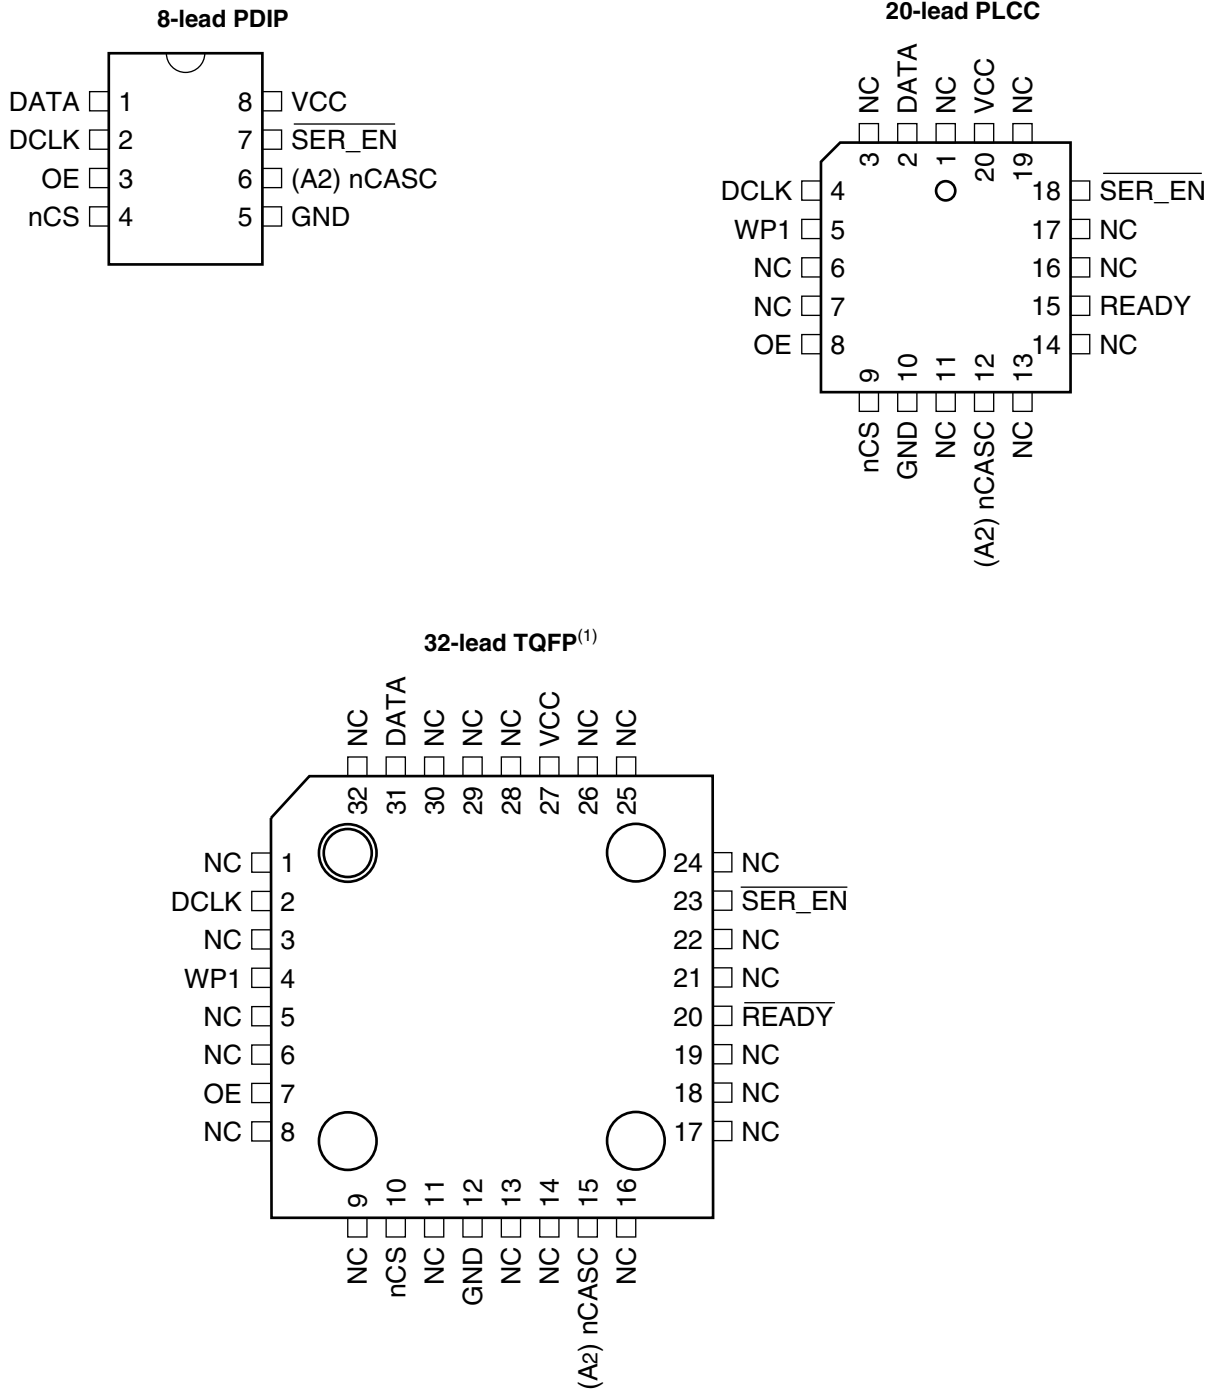 8-lead PDIP
DATA 1 8 VCC
DCLK 2 7 SER_EN
OE 3 6 (A2) nCASC
nCS 4 5 GND
20-lead PLCC
NC DATA NC VCC NC
3 2 1 20 19
DCLK 4 18 SER_EN
WP1 5 17 NC
NC 6 16 NC
NC 7 15 READY
OE 8 14 NC
9 10 11 12 13
nCS GND NC (A2) nCASC NC
32-lead TQFP(1)
NC DATA NC NC NC VCC NC NC
32 31 30 29 28 27 26 25
NC 1 24 NC
DCLK 2 23 SER_EN
NC 3 22 NC
WP1 4 21 NC
NC 5 20 READY
NC 6 19 NC
OE 7 18 NC
NC 8 17 NC
9 10 11 12 13 14 15 16
NC nCS NC GND NC NC (A2) nCASC NC